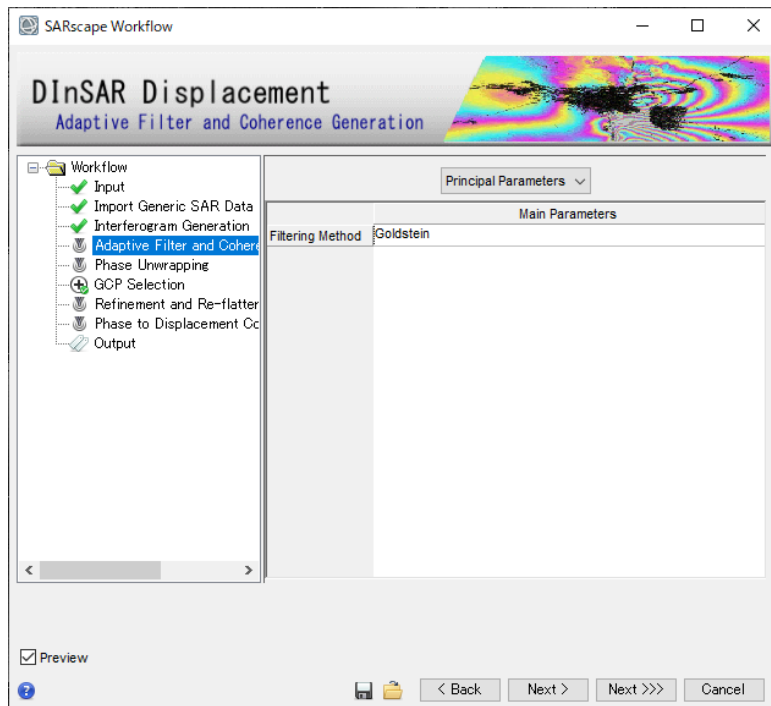 SARscape Workflow
DInSAR Displacement
Adaptive Filter and Coherence Generation
Workflow
Input
Import Generic SAR Data
Interferogram Generation
Adaptive Filter and Cohere
Phase Unwrapping
GCP Selection
Refinement and Re-flatter
Phase to Displacement Co
Output
Principal Parameters
Main Parameters
Filtering Method Goldstein
Preview
< Back Next > Next >>> Cancel